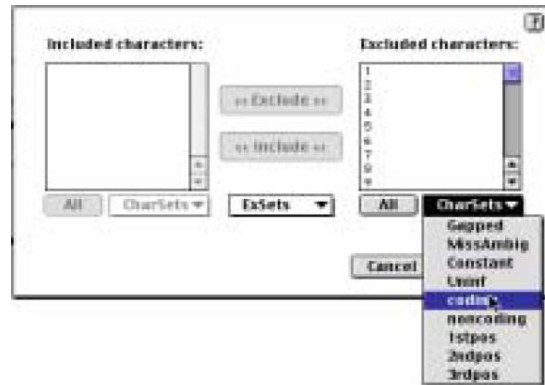 ?
Included characters:
Excluded characters:
1
2
3
4
5
6
7
8
9
>> Exclude >>
<< Include <<
All
CharSets
ExSets
All
CharSets
Cancel
Gapped
MissAmbig
Constant
Uninf
coding
noncoding
1stpos
2ndpos
3rdpos